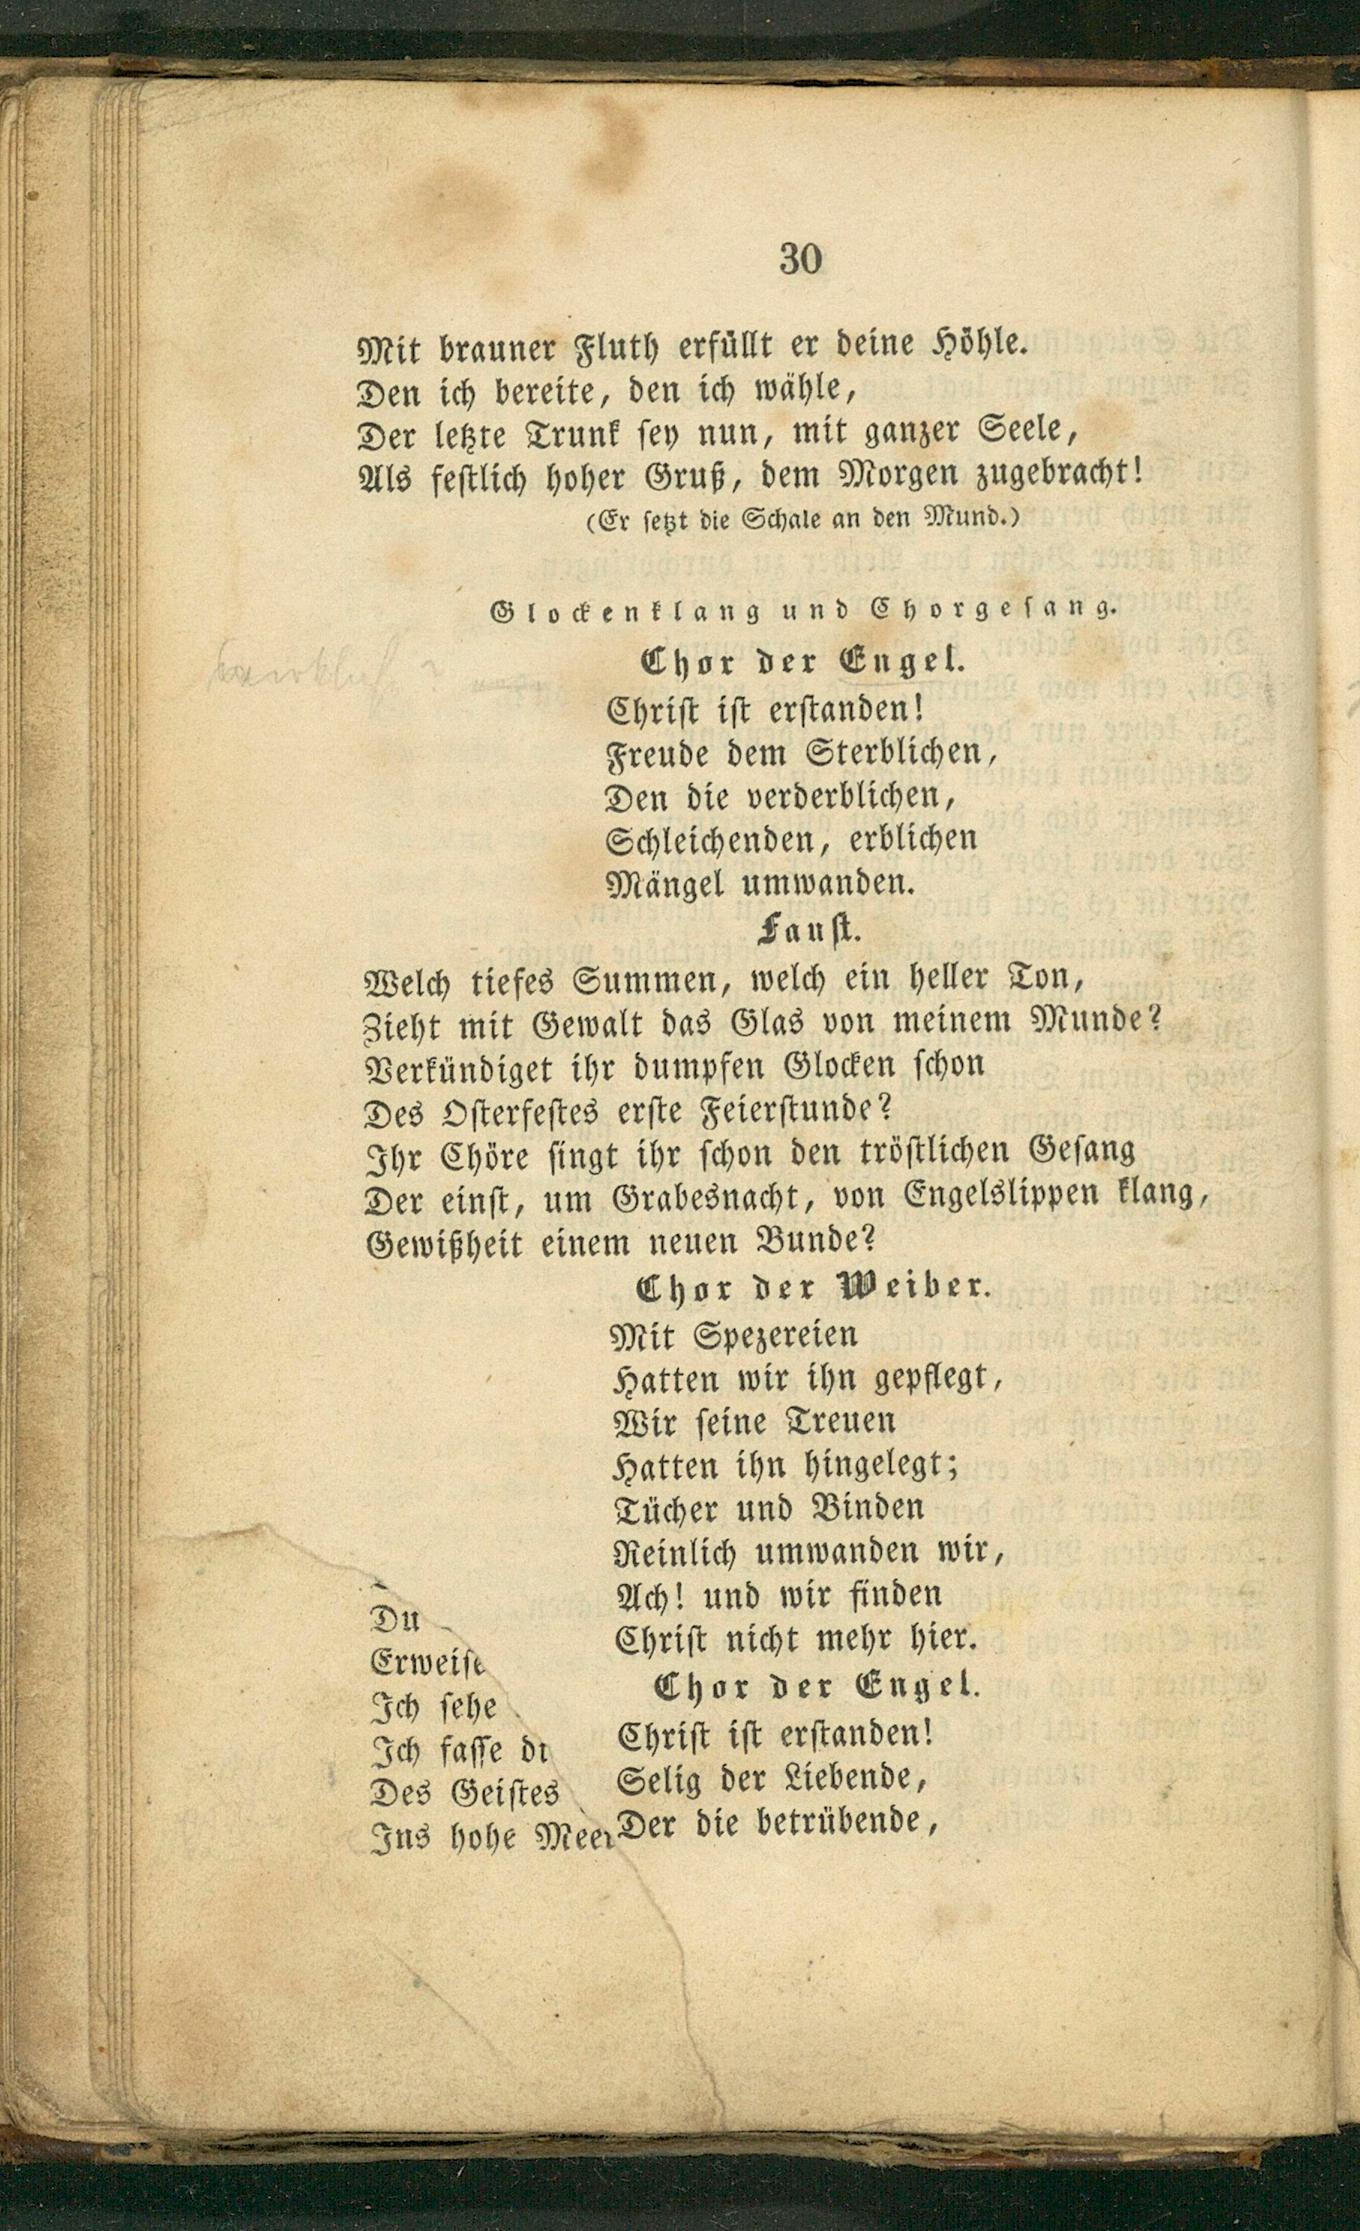 30
Mit brauner Fluth erfüllt er deine Höhle.
Den ich bereite, den ich wähle,
Der letzte Trunk sey nun, mit ganzer Seele,
Als festlich hoher Gruß, dem Morgen zugebracht!
(Er setzt die Schale an den Mund.)
Glockenklang und Chorgesang.
Chor der Engel.
Christ ist erstanden!
Freude dem Sterblichen,
Den die verderblichen,
Schleichenden, erblichen
Mängel umwanden.
Faust.
Welch tiefes Summen, welch ein heller Ton,
Zieht mit Gewalt das Glas von meinem Munde?
Verkündiget ihr dumpfen Glocken schon
Des Osterfestes erste Feierstunde?
Ihr Chöre singt ihr schon den tröstlichen Gesang
Der einst, um Grabesnacht, von Engelslippen klang,
Gewißheit einem neuen Bunde?
Chor der Weiber.
Mit Spezereien
Hatten wir ihn gepflegt,
Wir seine Treuen
Hatten ihn hingelegt;
Tücher und Binden
Reinlich umwanden wir,
Ach! und wir finden
Christ nicht mehr hier.
Chor der Engel.
Christ ist erstanden!
Selig der Liebende,
Der die betrübende,
Du
Erweise
Ich sehe
Ich fasse di
Des Geistes
Ins hohe Meer